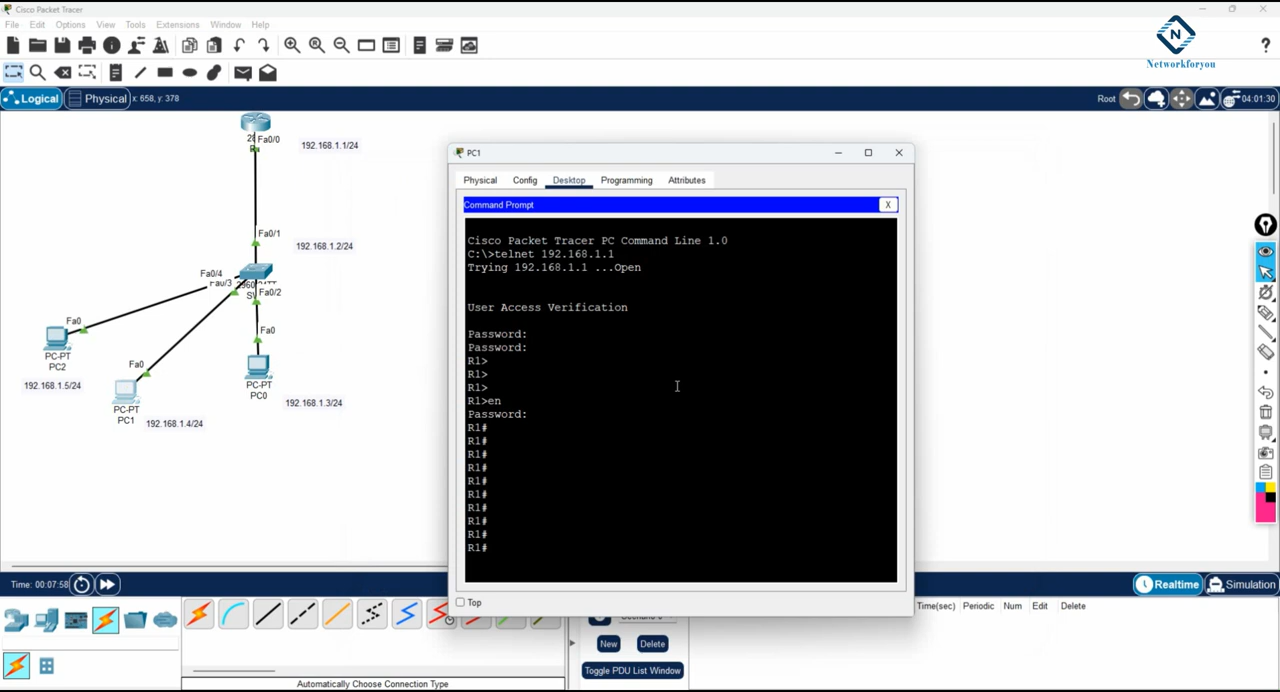 Cisco Packet Tracer
File Edit Options View Tools Extensions Window Help
N
Networkforyou
?
Logical Physical x: 658, y: 378
Root 04:01:30
Fa0/0
192.168.1.1/24
Fa0/1
192.168.1.2/24
Fa0/4
Fa0/3
Fa0/2
Fa0
PC-PT
PC2
192.168.1.5/24
Fa0
PC-PT
PC1
192.168.1.4/24
Fa0
PC-PT
PC0
192.168.1.3/24
PC1
Physical Config Desktop Programming Attributes
Command Prompt X
Cisco Packet Tracer PC Command Line 1.0
C:\>telnet 192.168.1.1
Trying 192.168.1.1 ...Open
User Access Verification
Password:
Password:
R1>
R1>
R1>
R1>en
Password:
R1#
R1#
R1#
R1#
R1#
R1#
R1#
R1#
R1#
R1#
Top
Time: 00:07:58
Realtime Simulation
Time(sec) Periodic Num Edit Delete
New Delete
Toggle PDU List Window
Automatically Choose Connection Type